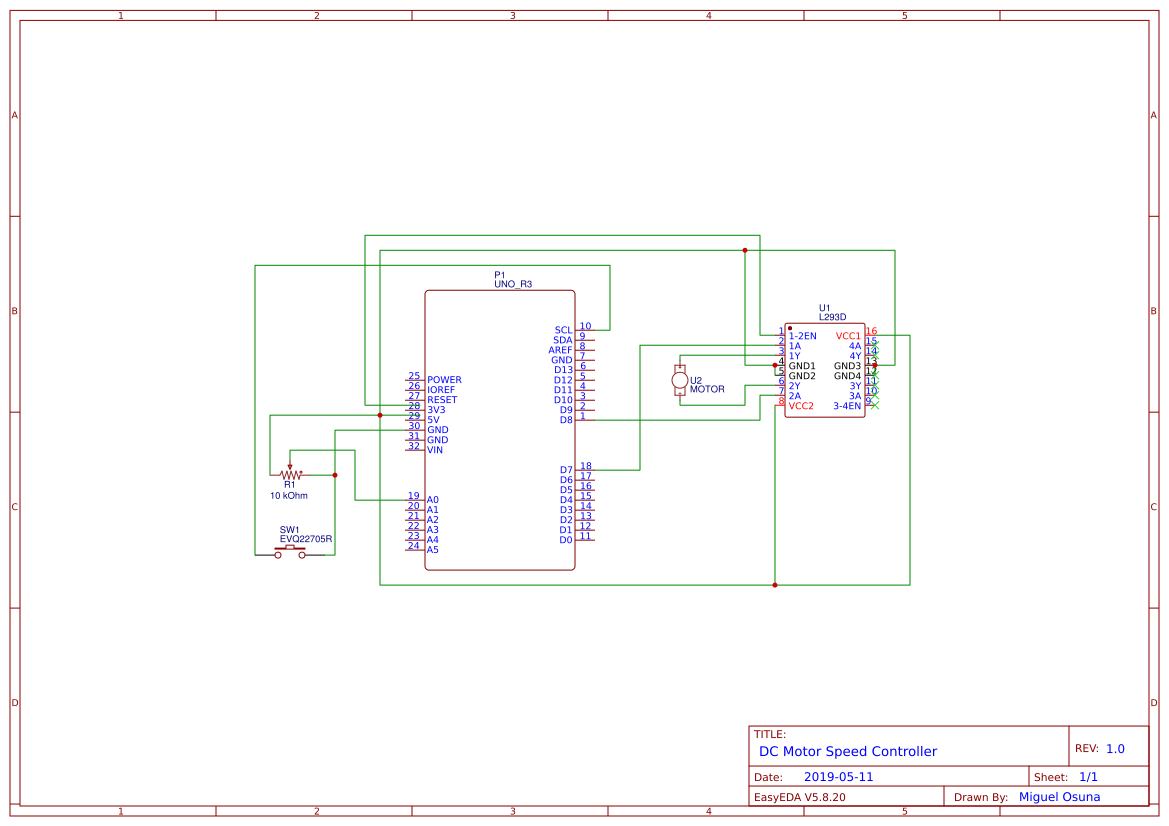 1 2 3 4 5
A A
B B
C C
D D
P1
UNO_R3
SCL 10
SDA 9
AREF 8
GND 7
D13 6
D12 5
D11 4
D10 3
D9 2
D8 1
25 POWER
26 IOREF
27 RESET
28 3V3
29 5V
30 GND
31 GND
32 VIN
D7 18
D6 17
D5 16
D4 15
D3 14
D2 13
D1 12
D0 11
19 A0
20 A1
21 A2
22 A3
23 A4
24 A5
R1
10 kOhm
SW1
EVQ22705R
U2
MOTOR
U1
L293D
1 1-2EN VCC1 16
2 1A 4A 15
3 1Y 4Y 14
4 GND1 GND3 13
5 GND2 GND4 12
6 2Y 3Y 11
7 2A 3A 10
8 VCC2 3-4EN 9
TITLE:
DC Motor Speed Controller
REV: 1.0
Date: 2019-05-11
Sheet: 1/1
EasyEDA V5.8.20
Drawn By: Miguel Osuna
1 2 3 4 5